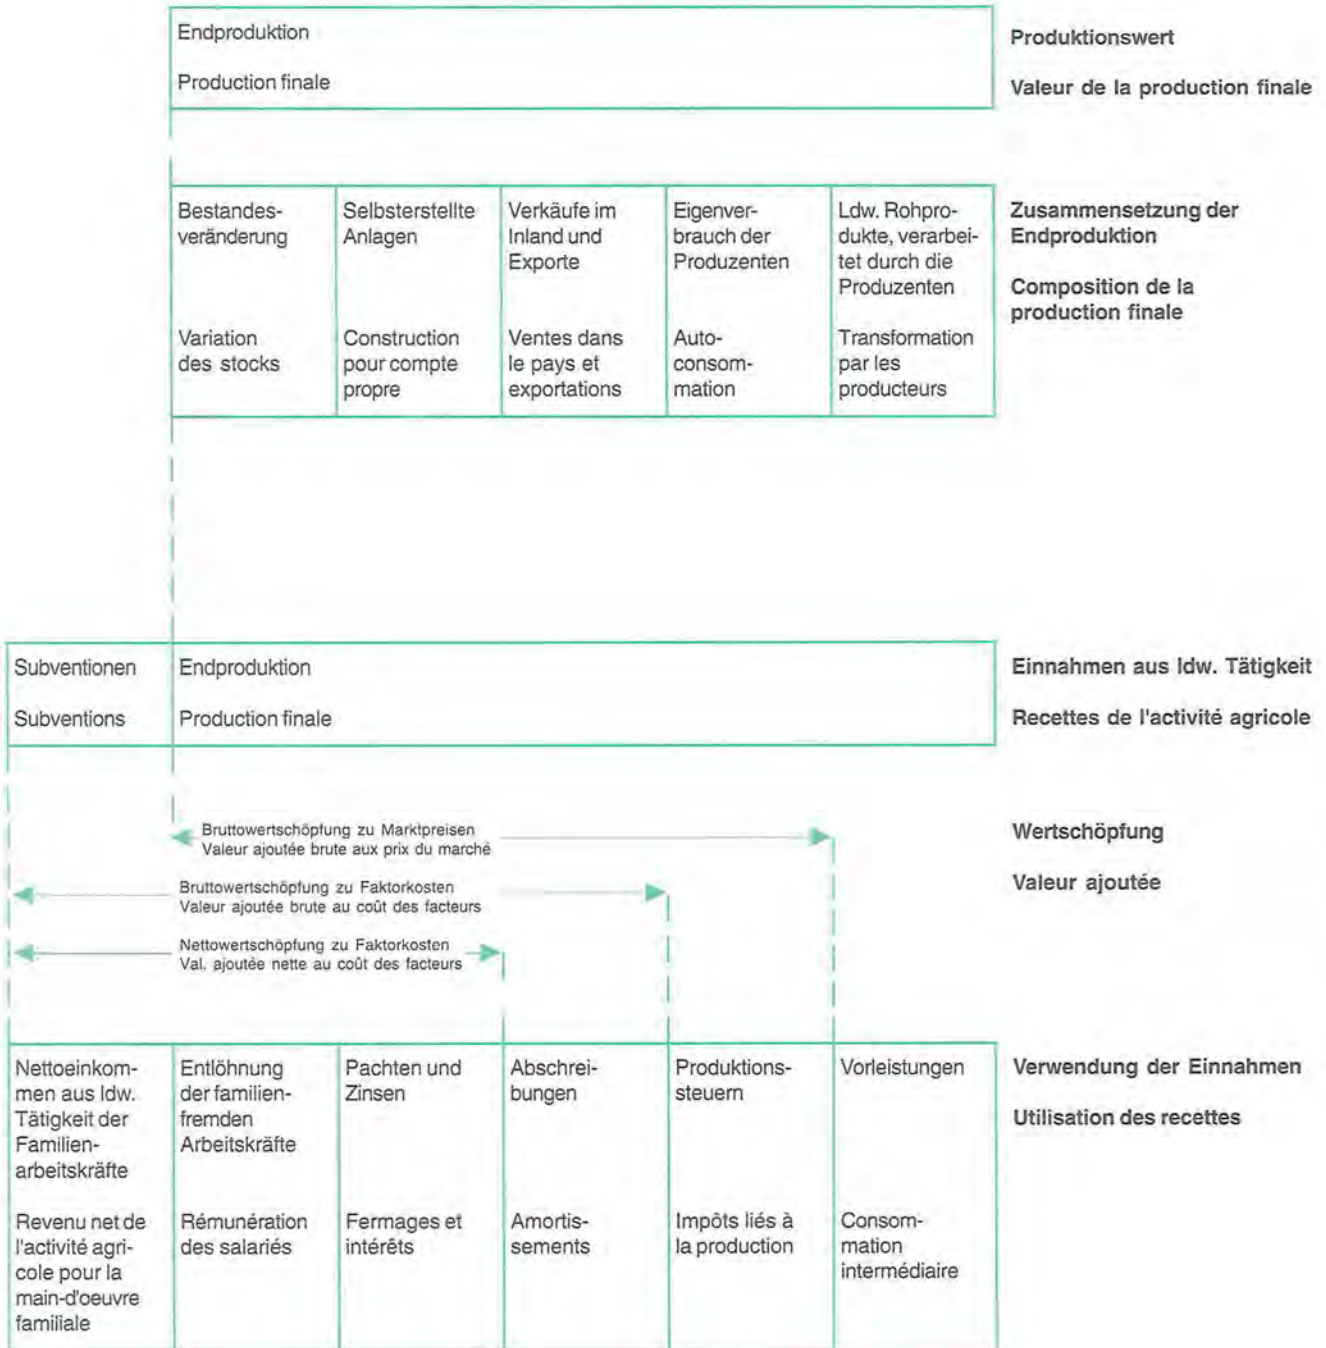 Endproduktion
Production finale
Produktionswert
Valeur de la production finale
Bestandes-
veränderung
Variation
des stocks
Selbsterstellte
Anlagen
Construction
pour compte
propre
Verkäufe im
Inland und
Exporte
Ventes dans
le pays et
exportations
Eigenver-
brauch der
Produzenten
Auto-
consom-
mation
Ldw. Rohpro-
dukte, verarbei-
tet durch die
Produzenten
Transformation
par les
producteurs
Zusammensetzung der
Endproduktion
Composition de la
production finale
Subventionen
Subventions
Endproduktion
Production finale
Einnahmen aus ldw. Tätigkeit
Recettes de l'activité agricole
Bruttowertschöpfung zu Marktpreisen
Valeur ajoutée brute aux prix du marché
Bruttowertschöpfung zu Faktorkosten
Valeur ajoutée brute au coût des facteurs
Nettowertschöpfung zu Faktorkosten
Val. ajoutée nette au coût des facteurs
Wertschöpfung
Valeur ajoutée
Nettoeinkom-
men aus ldw.
Tätigkeit der
Familien-
arbeitskräfte
Revenu net de
l'activité agri-
cole pour la
main-d'oeuvre
familiale
Entlöhnung
der familien-
fremden
Arbeitskräfte
Rémunération
des salariés
Pachten und
Zinsen
Fermages et
intérêts
Abschrei-
bungen
Amortis-
sements
Produktions-
steuern
Impôts liés à
la production
Vorleistungen
Consom-
mation
intermédiaire
Verwendung der Einnahmen
Utilisation des recettes